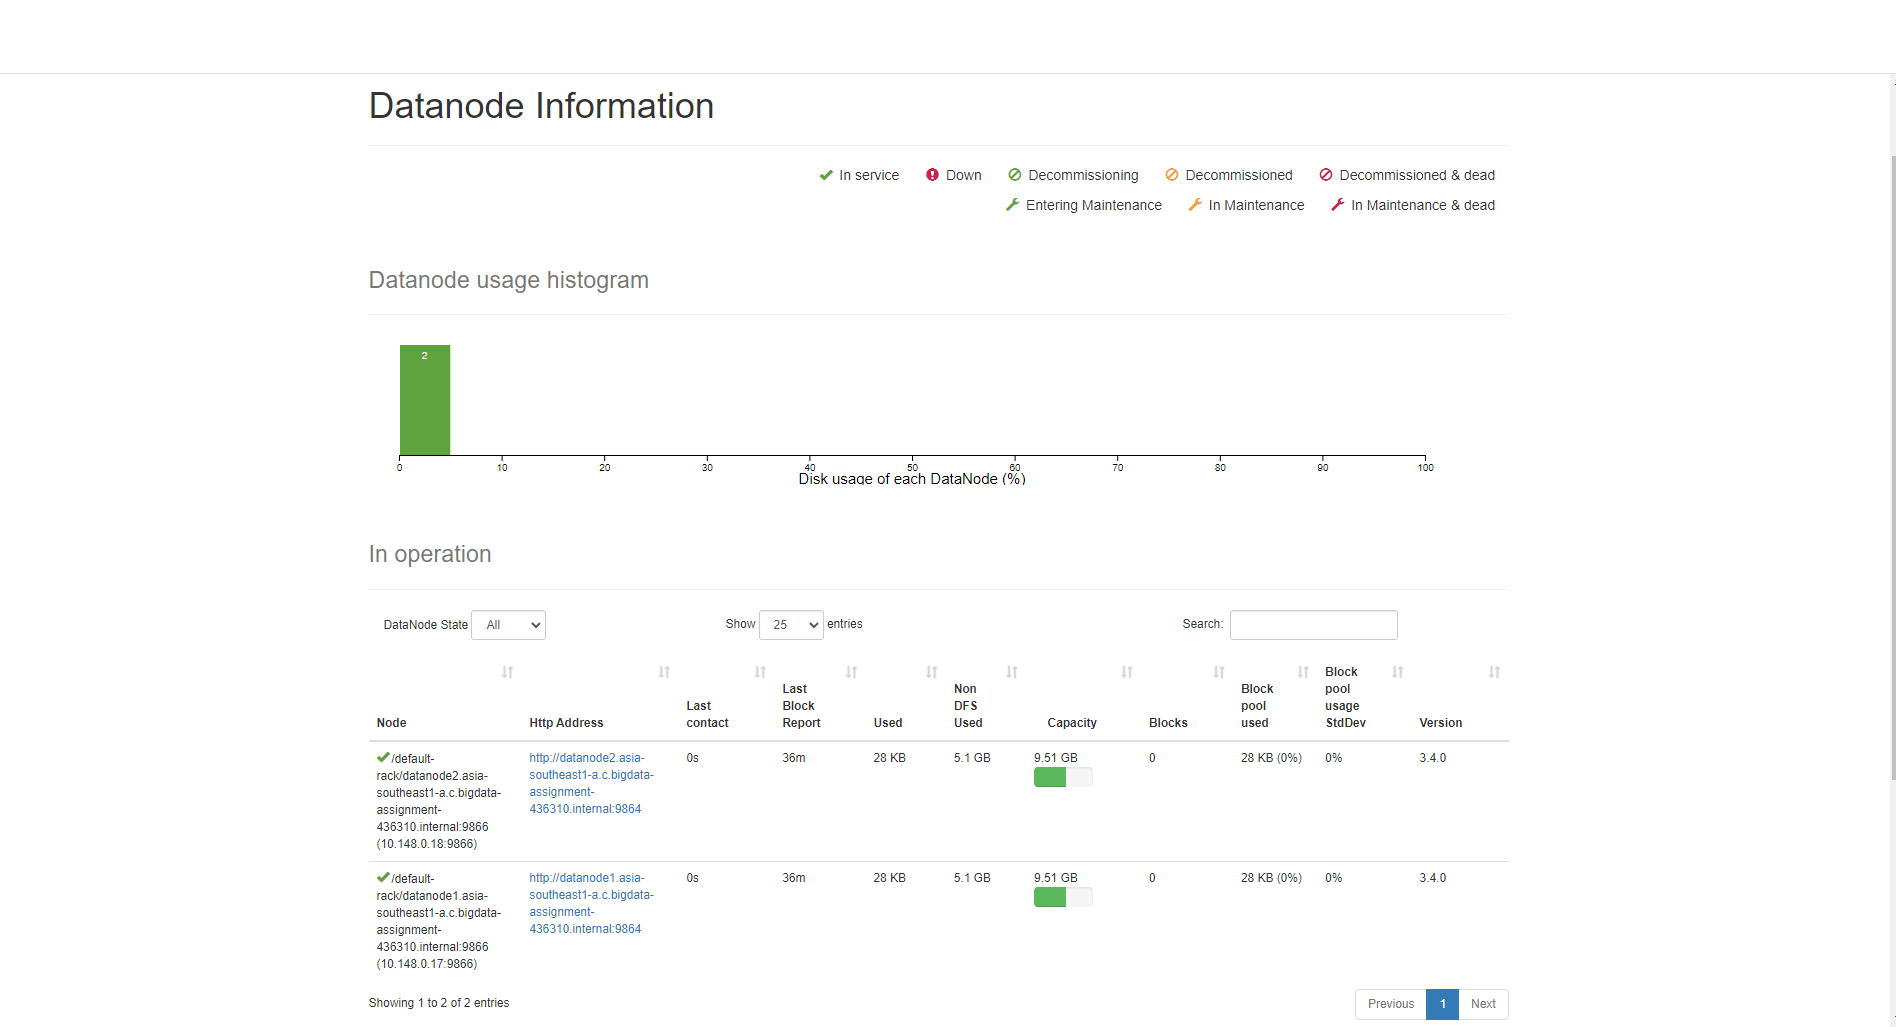 Datanode Information
In service Down Decommissioning Decommissioned Decommissioned & dead
Entering Maintenance In Maintenance In Maintenance & dead
Datanode usage histogram
2
0 10 20 30 40 50 60 70 80 90 100
Disk usage of each DataNode (%)
In operation
DataNode State All Show 25 entries Search:
Node Http Address Last contact Last Block Report Used Non DFS Used Capacity Blocks Block pool used Block pool usage StdDev Version
/default- http://datanode2.asia- 0s 36m 28 KB 5.1 GB 9.51 GB 0 28 KB (0%) 0% 3.4.0
rack/datanode2.asia- southeast1-a.c.bigdata-
southeast1-a.c.bigdata- assignment-
assignment- 436310.internal:9864
436310.internal:9866
(10.148.0.18:9866)
/default- http://datanode1.asia- 0s 36m 28 KB 5.1 GB 9.51 GB 0 28 KB (0%) 0% 3.4.0
rack/datanode1.asia- southeast1-a.c.bigdata-
southeast1-a.c.bigdata- assignment-
assignment- 436310.internal:9864
436310.internal:9866
(10.148.0.17:9866)
Showing 1 to 2 of 2 entries Previous 1 Next